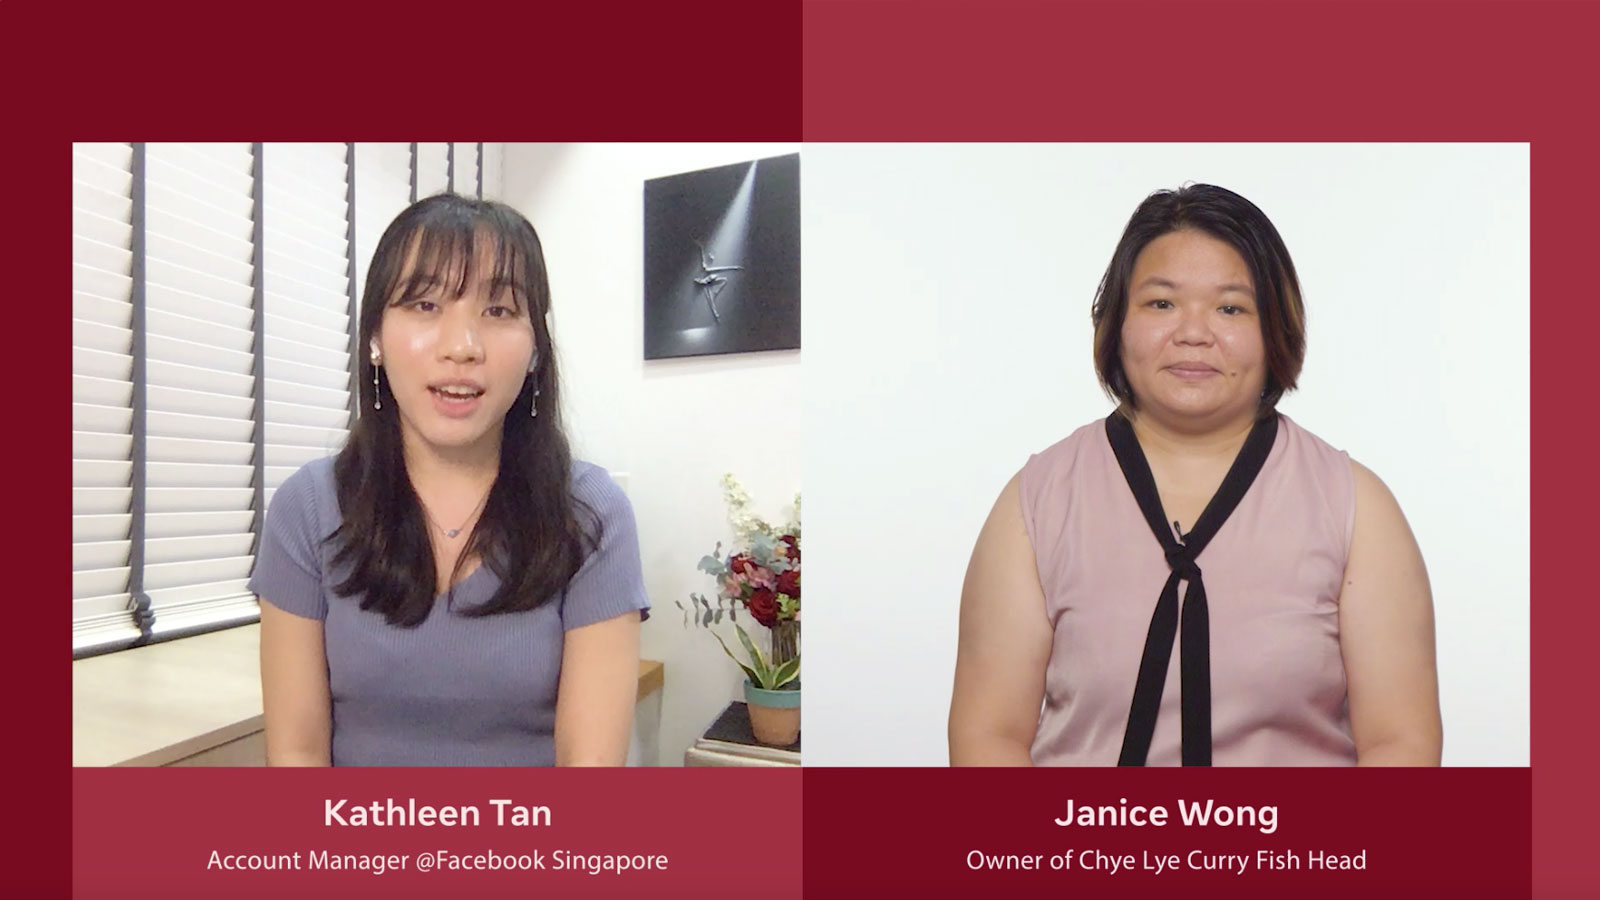 Kathleen Tan
Account Manager @Facebook Singapore
Janice Wong
Owner of Chye Lye Curry Fish Head